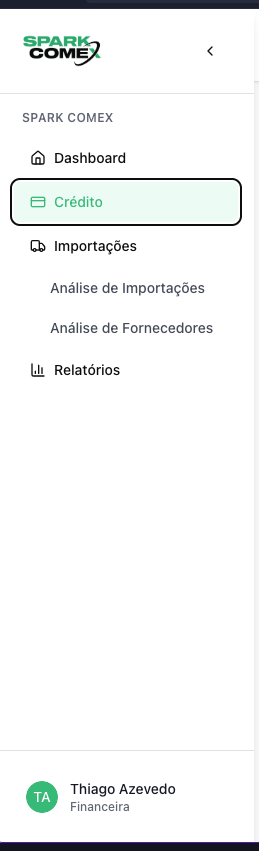 SPARK
COMEX
SPARK COMEX
Dashboard
Crédito
Importações
Análise de Importações
Análise de Fornecedores
Relatórios
TA
Thiago Azevedo
Financeira